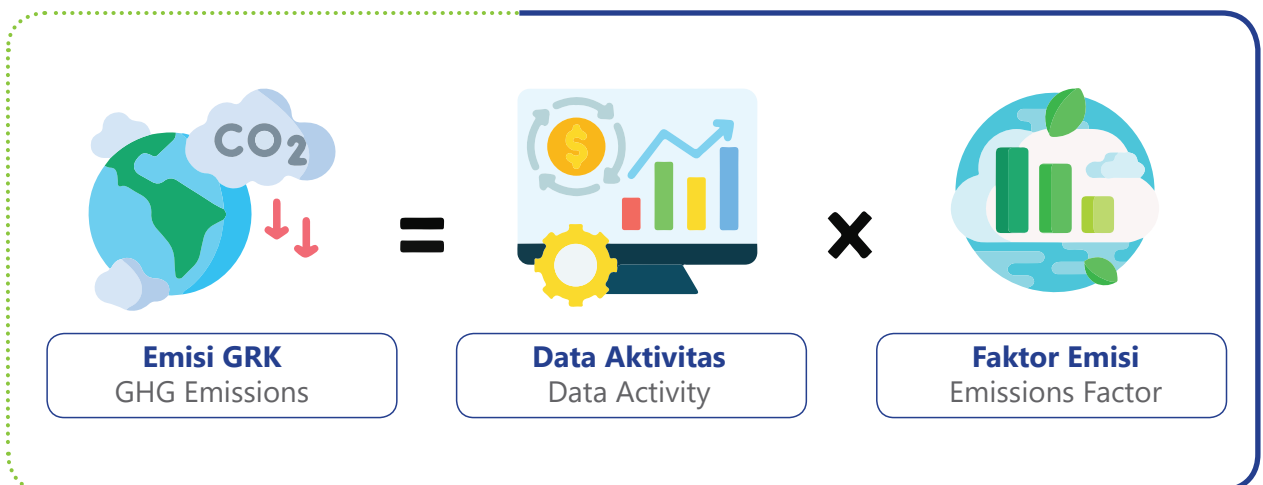 CO2
$
=
×
Emisi GRK
GHG Emissions
Data Aktivitas
Data Activity
Faktor Emisi
Emissions Factor